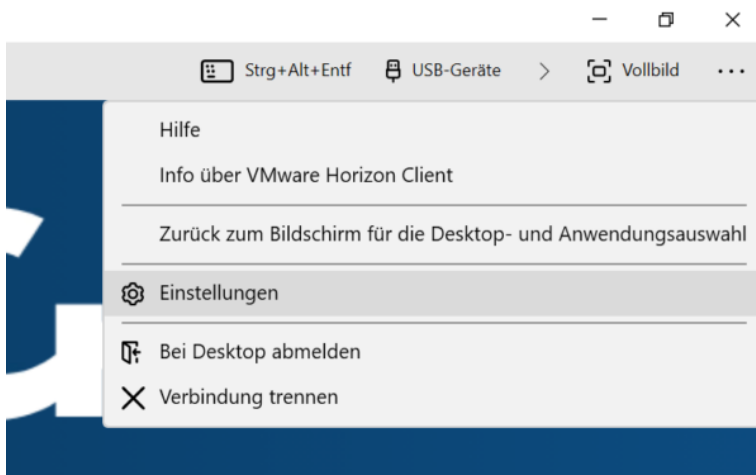 Strg+Alt+Entf USB-Geräte Vollbild
Hilfe
Info über VMware Horizon Client
Zurück zum Bildschirm für die Desktop- und Anwendungsauswahl
Einstellungen
Bei Desktop abmelden
Verbindung trennen